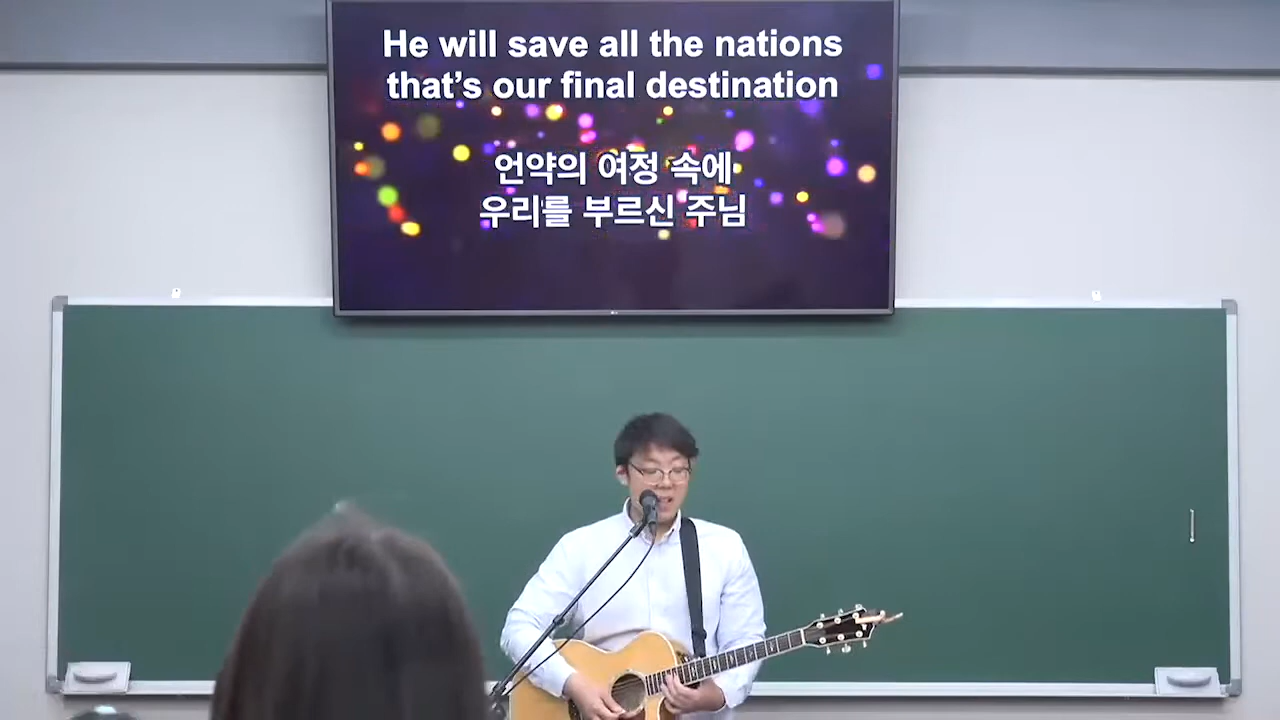 He will save all the nations
that's our final destination
언약의 여정 속에
우리를 부르신 주님